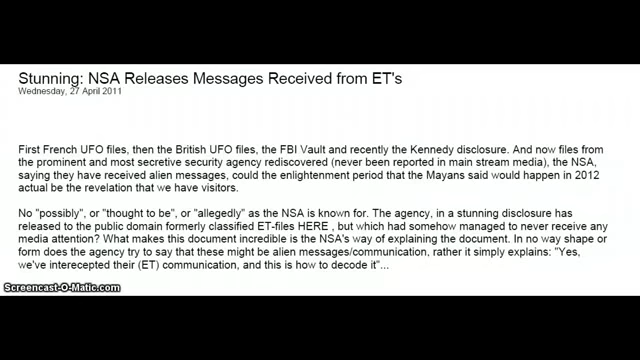 Stunning: NSA Releases Messages Received from ET's
Wednesday, 27 April 2011
First French UFO files, then the British UFO files, the FBI Vault and recently the Kennedy disclosure. And now files from
the prominent and most secretive security agency rediscovered (never been reported in main stream media), the NSA,
saying they have received alien messages, could the enlightenment period that the Mayans said would happen in 2012
actual be the revelation that we have visitors.
No "possibly", or "thought to be", or "allegedly" as the NSA is known for. The agency, in a stunning disclosure has
released to the public domain formerly classified ET-files HERE , but which had somehow managed to never receive any
media attention? What makes this document incredible is the NSA's way of explaining the document. In no way shape or
form does the agency try to say that these might be alien messages/communication, rather it simply explains: "Yes,
we've interecepted their (ET) communication, and this is how to decode it"...
Screencast-O-Matic.com